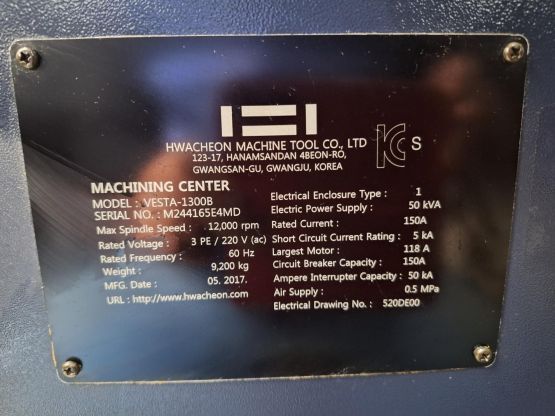 HWACHEON MACHINE TOOL CO., LTD
123-17, HANAMSANDAN 4BEON-RO,
GWANGSAN-GU, GWANGJU, KOREA
KC S
MACHINING CENTER
MODEL : VESTA-1300B
SERIAL NO. : M244165E4MD
Max Spindle Speed : 12,000 rpm
Rated Voltage : 3 PE / 220 V (ac)
Rated Frequency : 60 Hz
Weight : 9,200 kg
MFG. Date : 05. 2017.
URL : http://www.hwacheon.com
Electrical Enclosure Type : 1
Electric Power Supply : 50 kVA
Rated Current : 150A
Short Circuit Current Rating : 5 kA
Largest Motor : 118 A
Circuit Breaker Capacity : 150A
Ampere Interrupter Capacity : 50 kA
Air Supply : 0.5 MPa
Electrical Drawing No. : 520DE00